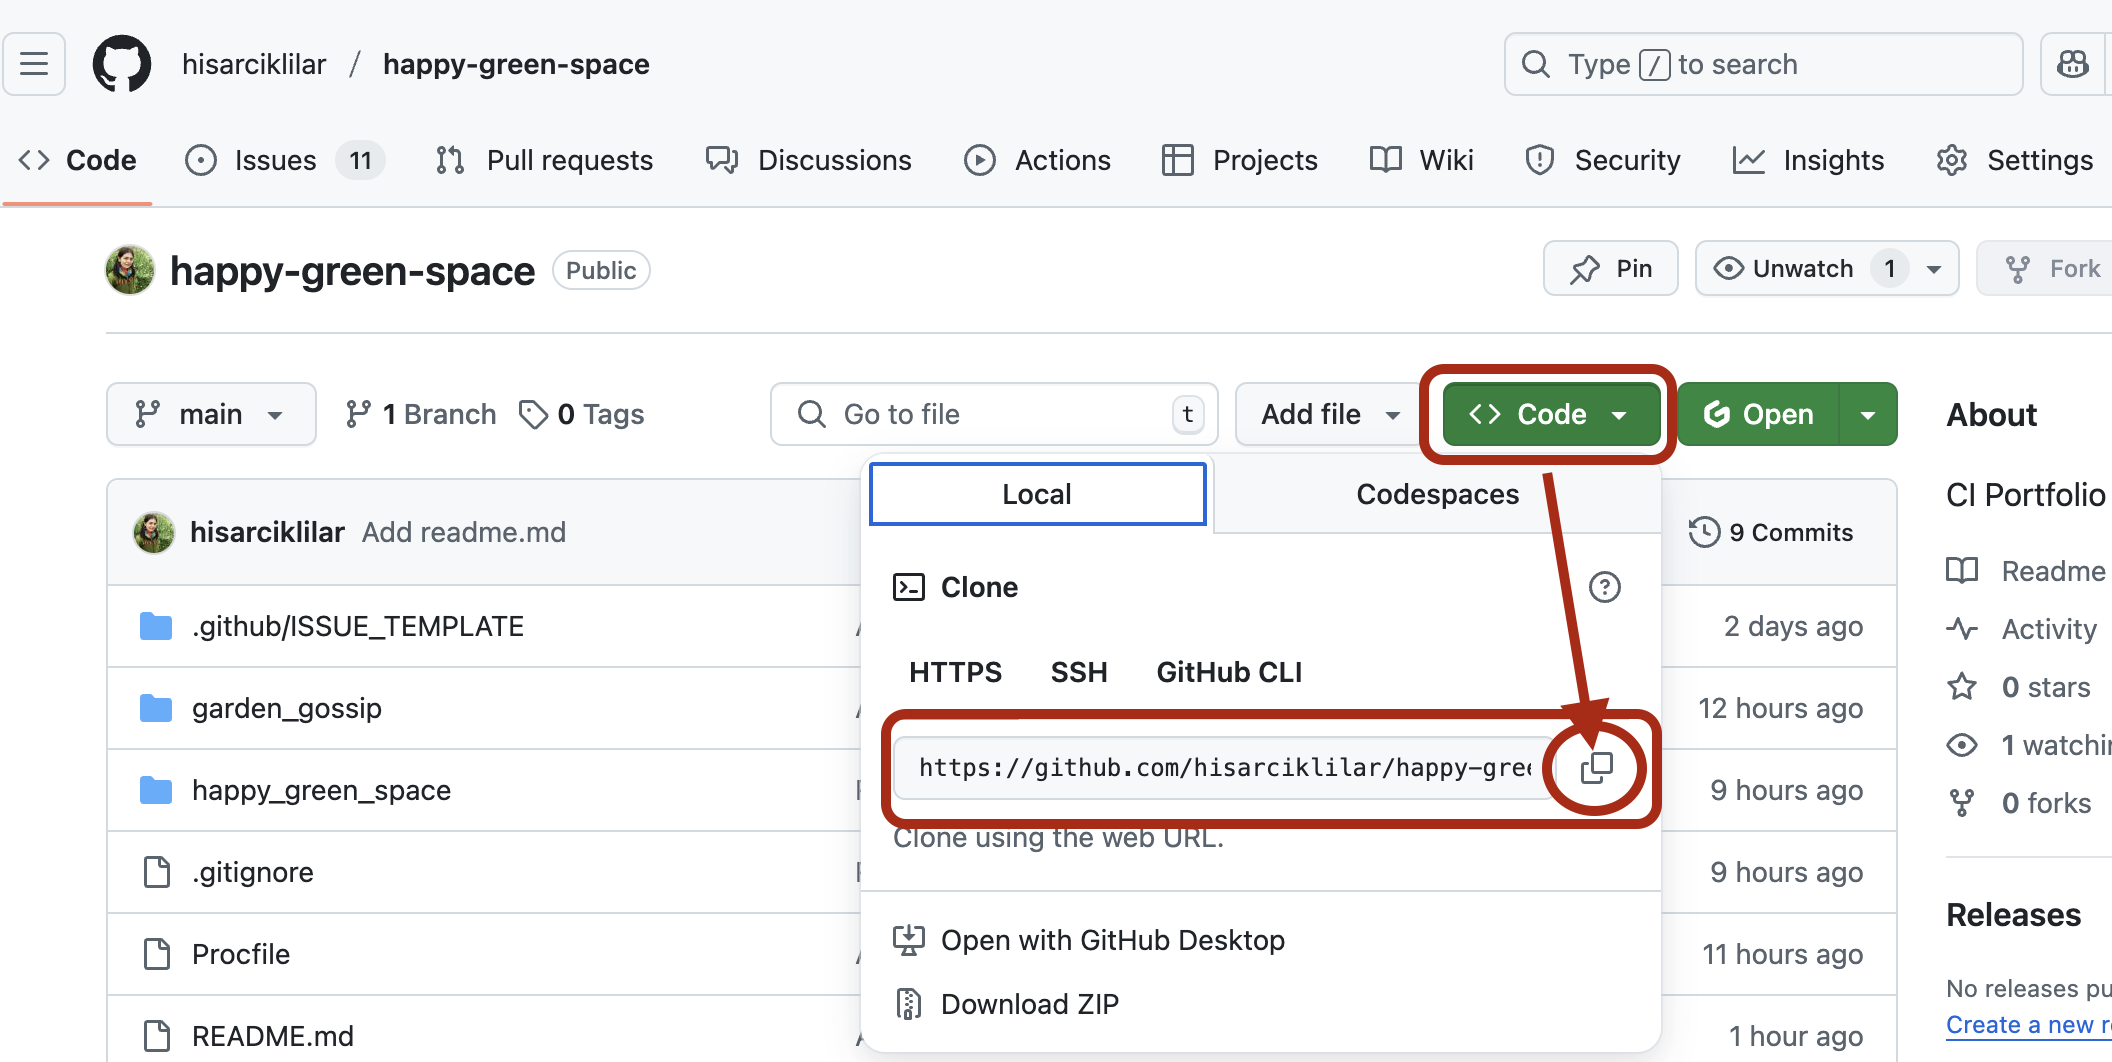 hisarciklilar / happy-green-space
Type / to search
Code
Issues 11
Pull requests
Discussions
Actions
Projects
Wiki
Security
Insights
Settings
happy-green-space Public
Pin
Unwatch 1
Fork
main
1 Branch
0 Tags
Go to file t
Add file
Code
Open
About
Local
Codespaces
CI Portfolio
hisarciklilar Add readme.md
9 Commits
Clone
Readme
.github/ISSUE_TEMPLATE
2 days ago
Activity
HTTPS SSH GitHub CLI
0 stars
garden_gossip
12 hours ago
1
https://github.com/hisarciklilar/happy-gree
happy_green_space
9 hours ago
0 forks
Clone using the web URL.
.gitignore
9 hours ago
Releases
Open with GitHub Desktop
Procfile
11 hours ago
No releases
Download ZIP
Create a new
README.md
1 hour ago